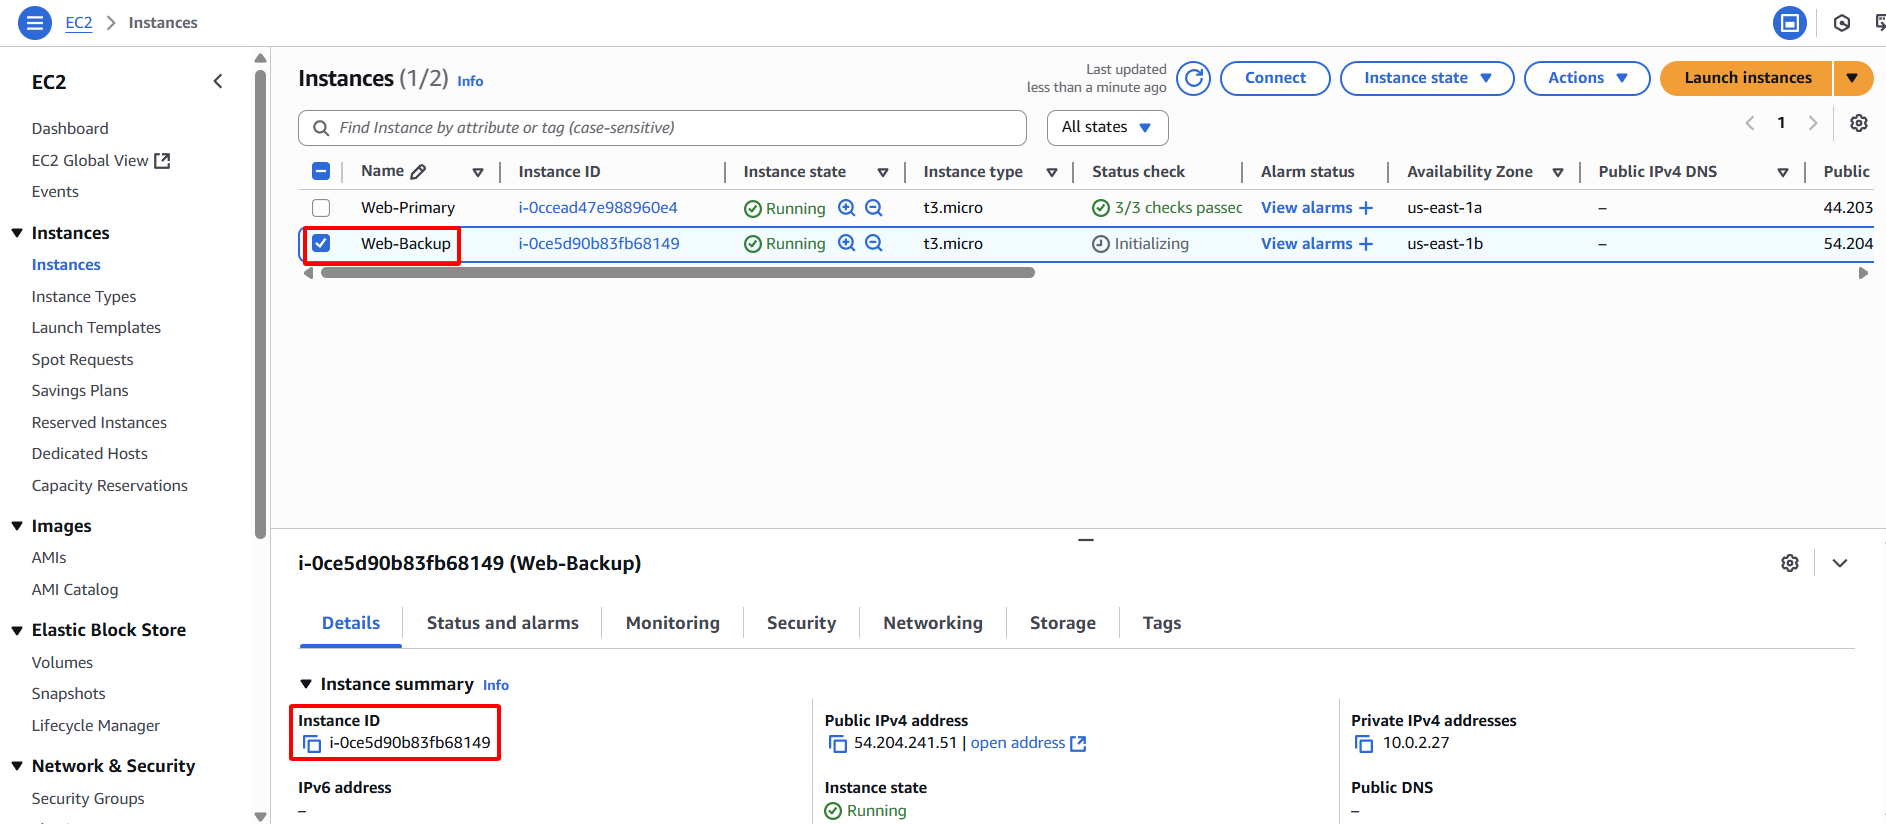 EC2 > Instances
EC2
Dashboard
EC2 Global View
Events
Instances
Instances
Instance Types
Launch Templates
Spot Requests
Savings Plans
Reserved Instances
Dedicated Hosts
Capacity Reservations
Images
AMIs
AMI Catalog
Elastic Block Store
Volumes
Snapshots
Lifecycle Manager
Network & Security
Security Groups
Instances (1/2) Info
Last updated
less than a minute ago
Connect
Instance state
Actions
Launch instances
Find Instance by attribute or tag (case-sensitive)
All states
1
Name Instance ID Instance state Instance type Status check Alarm status Availability Zone Public IPv4 DNS Public
Web-Primary i-0ccead47e988960e4 Running t3.micro 3/3 checks passec View alarms + us-east-1a – 44.203
Web-Backup i-0ce5d90b83fb68149 Running t3.micro Initializing View alarms + us-east-1b – 54.204
i-0ce5d90b83fb68149 (Web-Backup)
Details Status and alarms Monitoring Security Networking Storage Tags
Instance summary Info
Instance ID
i-0ce5d90b83fb68149
Public IPv4 address
54.204.241.51 | open address
Private IPv4 addresses
10.0.2.27
IPv6 address
–
Instance state
Running
Public DNS
–